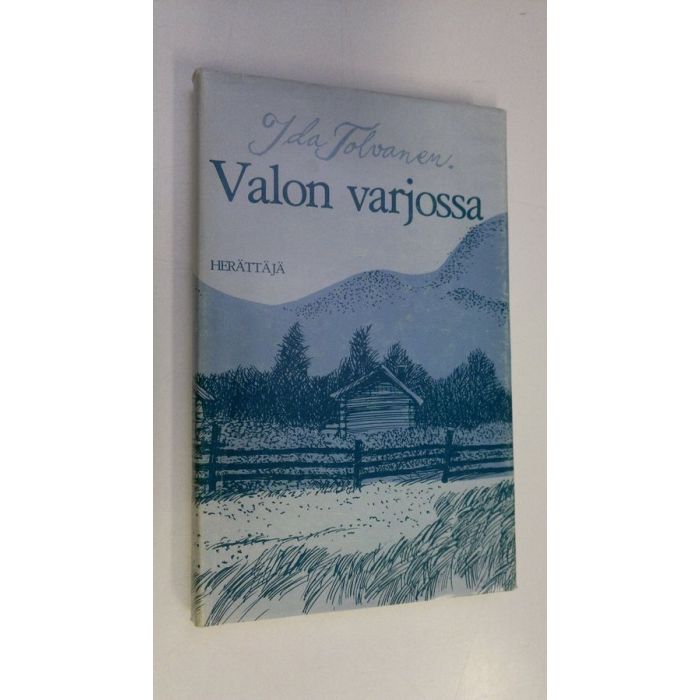 Ida Tolvanen.
Valon varjossa
HERÄTTÄJÄ